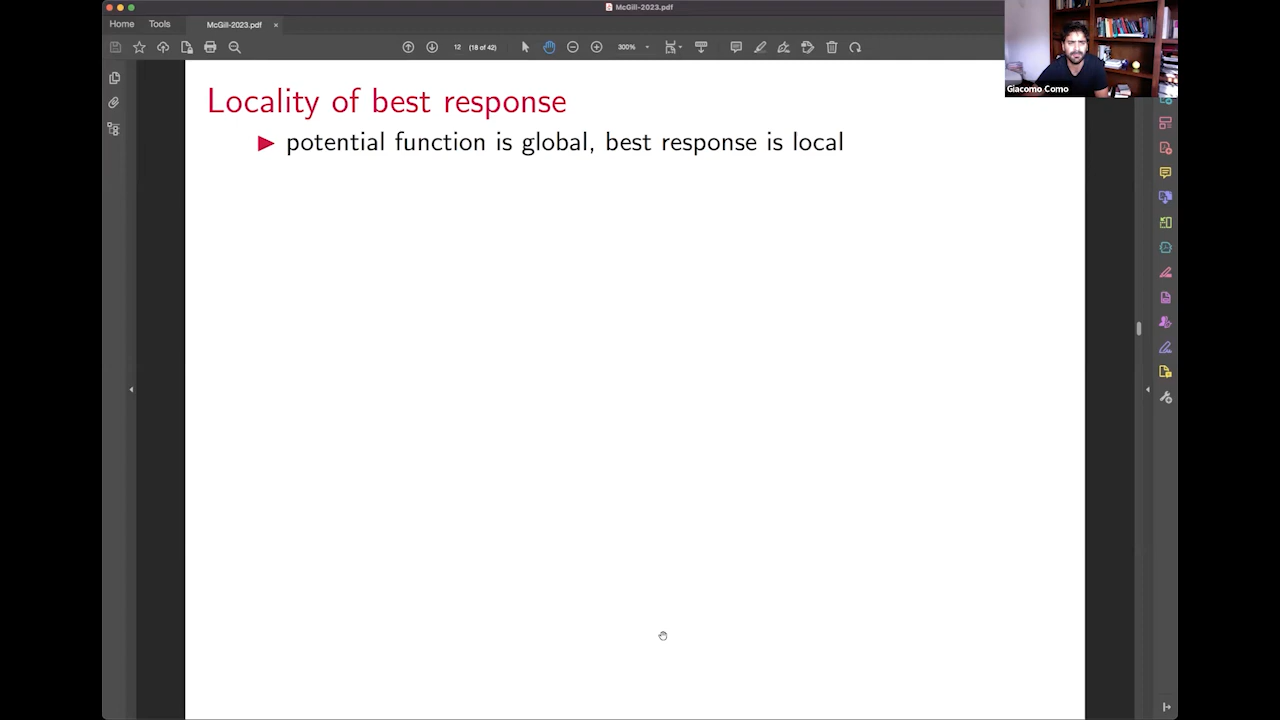 McGill-2023.pdf
Home Tools McGill-2023.pdf ×
12 (18 of 42) 300%
Giacomo Como
Locality of best response
▶ potential function is global, best response is local